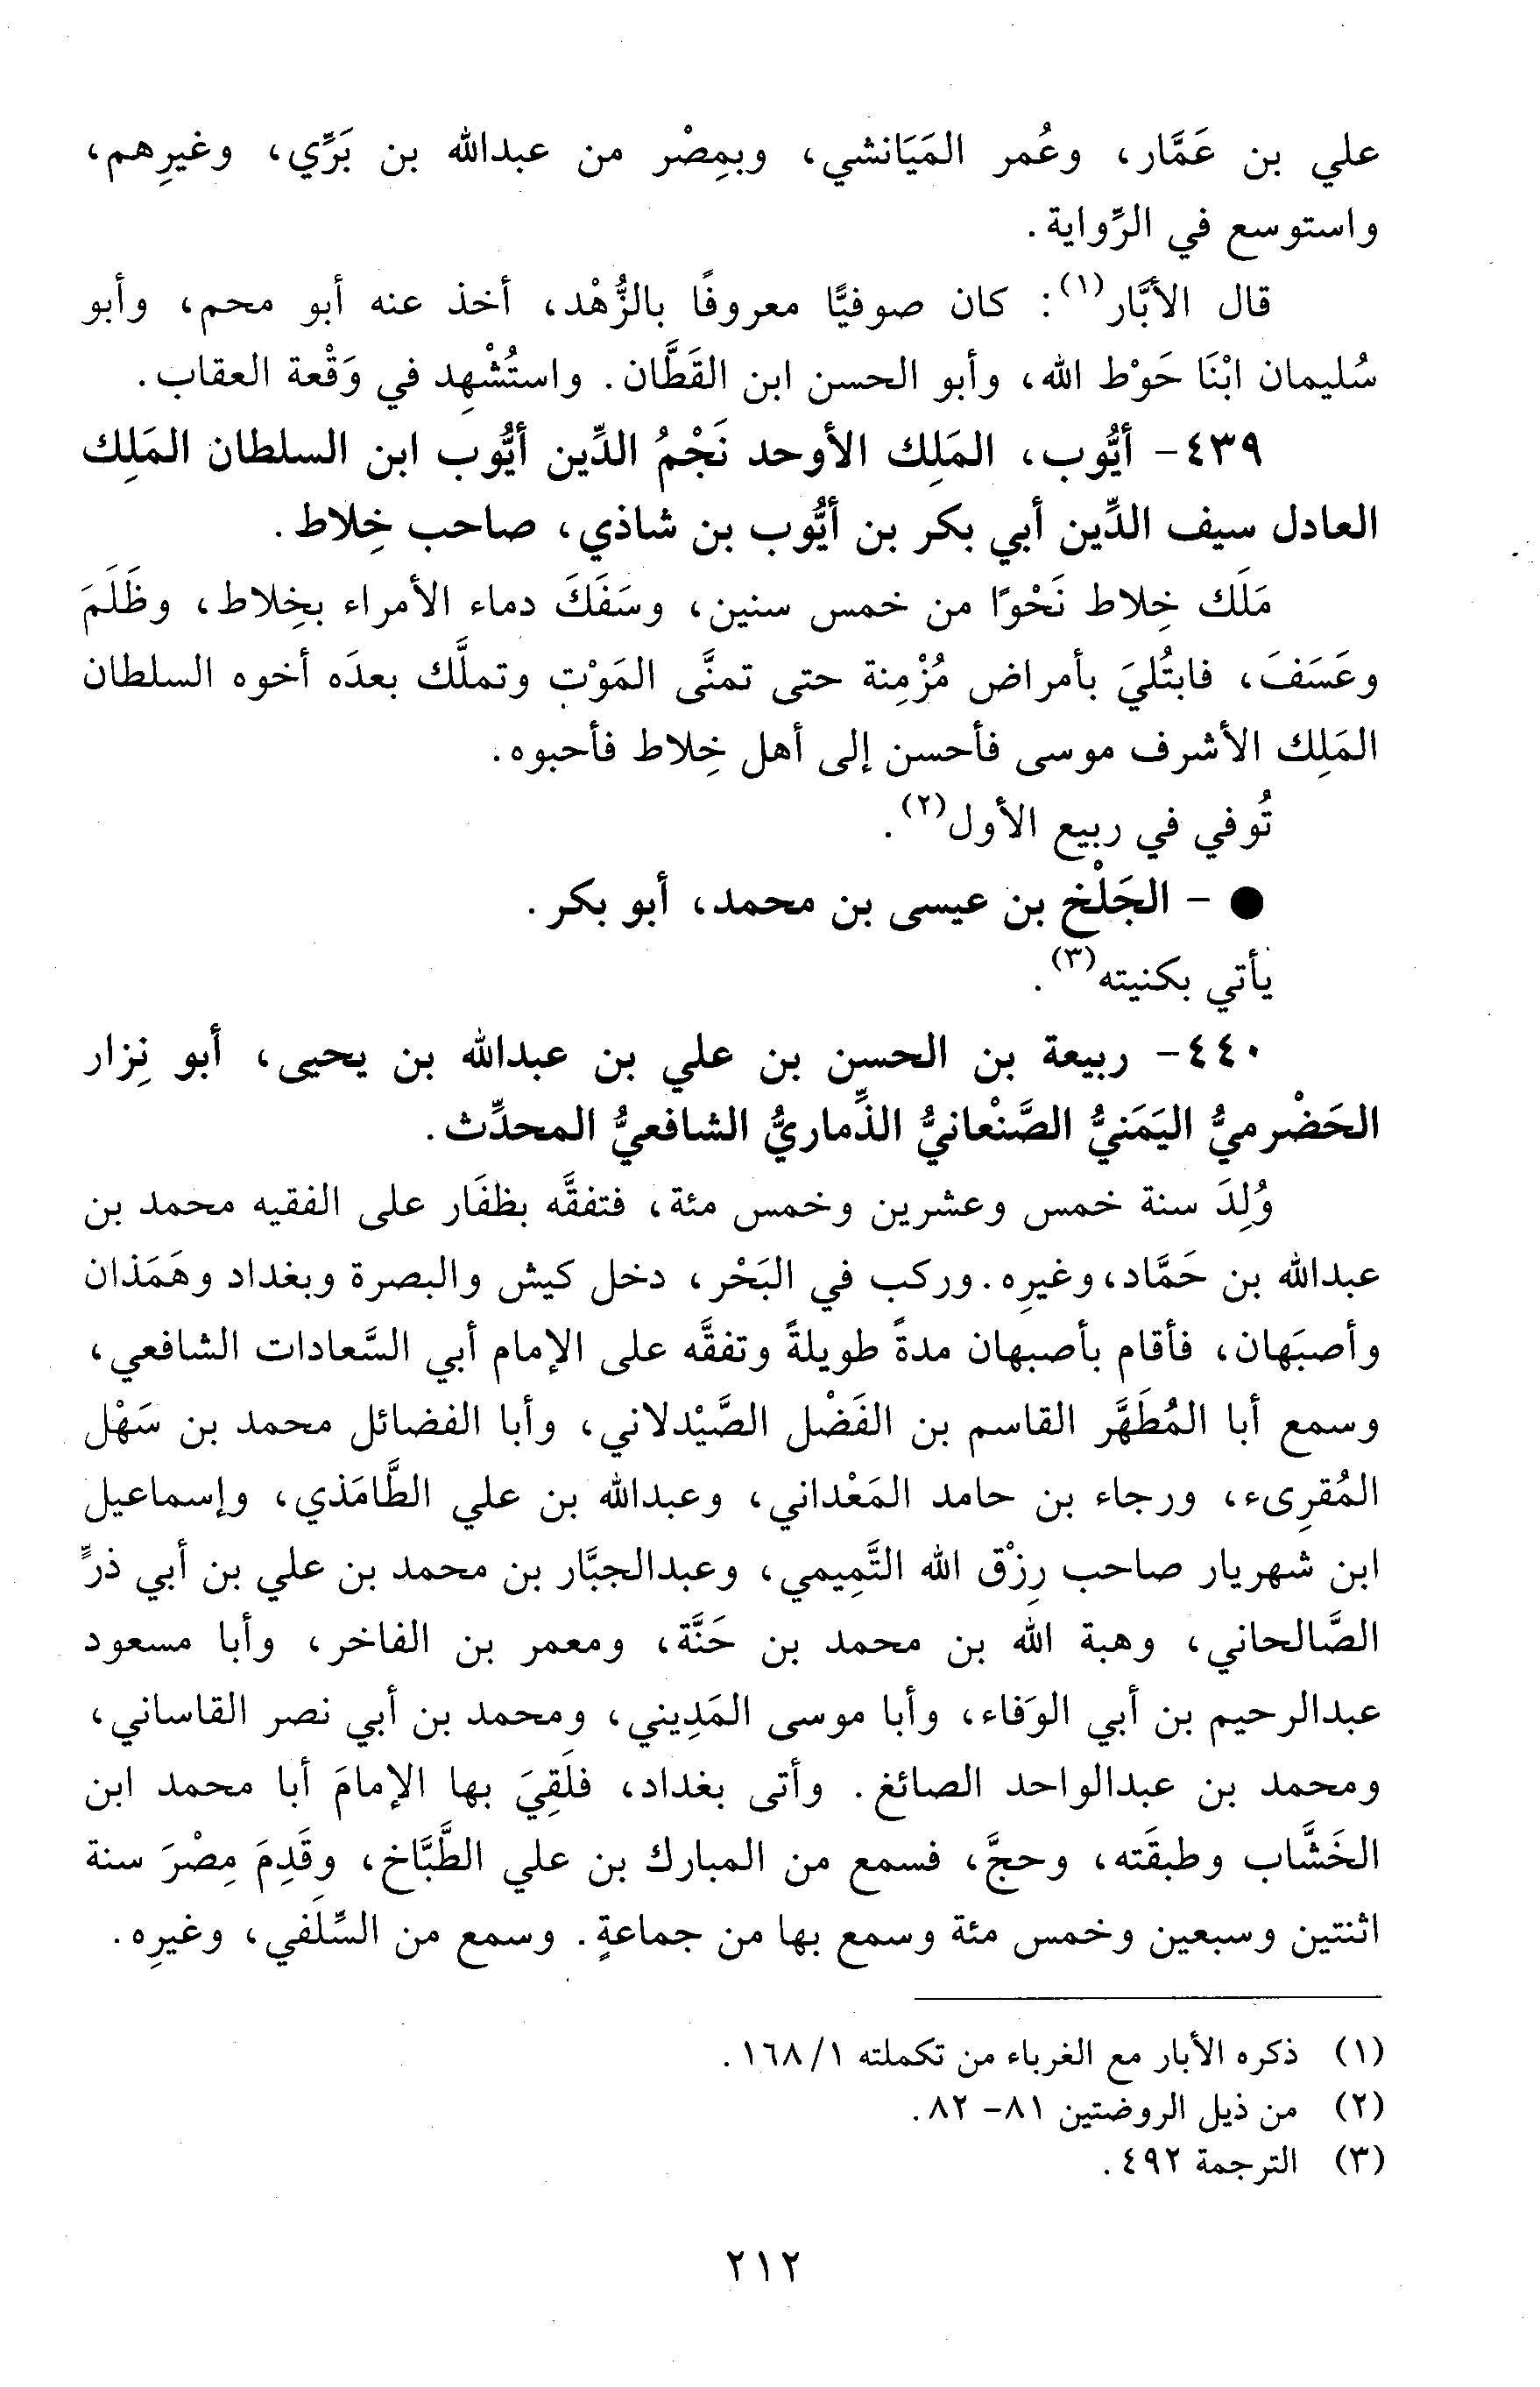 علي بن عَمَّار، وعُمر المَيَانشي، وبمِصْر من عبدالله بن بَرِّي، وغيرِهم،
واستوسع في الرِّواية.
قال الأبَّار(١): كان صوفيًّا معروفًا بالزُّهْد، أخذ عنه أبو محم، وأبو
سُليمان ابْنَا حَوْط الله، وأبو الحسن ابن القَطَّان. واستُشْهِد في وَقْعة العقاب.
٤٣٩- أيُّوب، المَلِك الأوحد نَجْمُ الدِّين أيُّوب ابن السلطان المَلِك
العادل سيف الدِّين أبي بكر بن أيُّوب بن شاذي، صاحب خِلاط.
مَلَك خِلاط نَحْوًا من خمس سنين، وسَفَكَ دماء الأمراء بخِلاط، وظَلَمَ
وعَسَفَ، فابتُليَ بأمراض مُزْمِنة حتى تمنَّى المَوْت وتملَّك بعدَه أخوه السلطان
المَلِك الأشرف موسى فأحسن إلى أهل خِلاط فأحبوه.
تُوفي في ربيع الأول(٢).
● - الجَلْخ بن عيسى بن محمد، أبو بكر.
يأتي بكنيته(٣).
٤٤٠- ربيعة بن الحسن بن علي بن عبدالله بن يحيى، أبو نِزار
الحَضْرميُّ اليَمَنيُّ الصَّنْعانيُّ الذِّماريُّ الشافعيُّ المحدِّث.
وُلِدَ سنة خمس وعشرين وخمس مئة، فتفقَّه بظفَار على الفقيه محمد بن
عبدالله بن حَمَّاد، وغيرِه. وركب في البَحْر، دخل كيش والبصرة وبغداد وهَمَذان
وأصبَهان، فأقام بأصبهان مدةً طويلةً وتفقَّه على الإمام أبي السَّعادات الشافعي،
وسمع أبا المُطَهَّر القاسم بن الفَضْل الصَّيْدلاني، وأبا الفضائل محمد بن سَهْل
المُقرِىء، ورجاء بن حامد المَعْداني، وعبدالله بن علي الطَّامَذي، وإسماعيل
ابن شهريار صاحب رِزْق الله التَّمِيمي، وعبدالجبَّار بن محمد بن علي بن أبي ذرٍّ
الصَّالحاني، وهبة الله بن محمد بن حَنَّة، ومعمر بن الفاخر، وأبا مسعود
عبدالرحيم بن أبي الوَفاء، وأبا موسى المَدِيني، ومحمد بن أبي نصر القاساني،
ومحمد بن عبدالواحد الصائغ. وأتى بغداد، فلَقِيَ بها الإمامَ أبا محمد ابن
الخَشَّاب وطبقَته، وحجَّ، فسمع من المبارك بن علي الطَّبَّاخ، وقَدِمَ مِصْرَ سنة
اثنتين وسبعين وخمس مئة وسمع بها من جماعةٍ. وسمع من السِّلَفي، وغيرِه.
(١) ذكره الأبار مع الغرباء من تكملته ١/ ١٦٨.
(٢) من ذيل الروضتين ٨١- ٨٢.
(٣) الترجمة ٤٩٢.
٢١٢